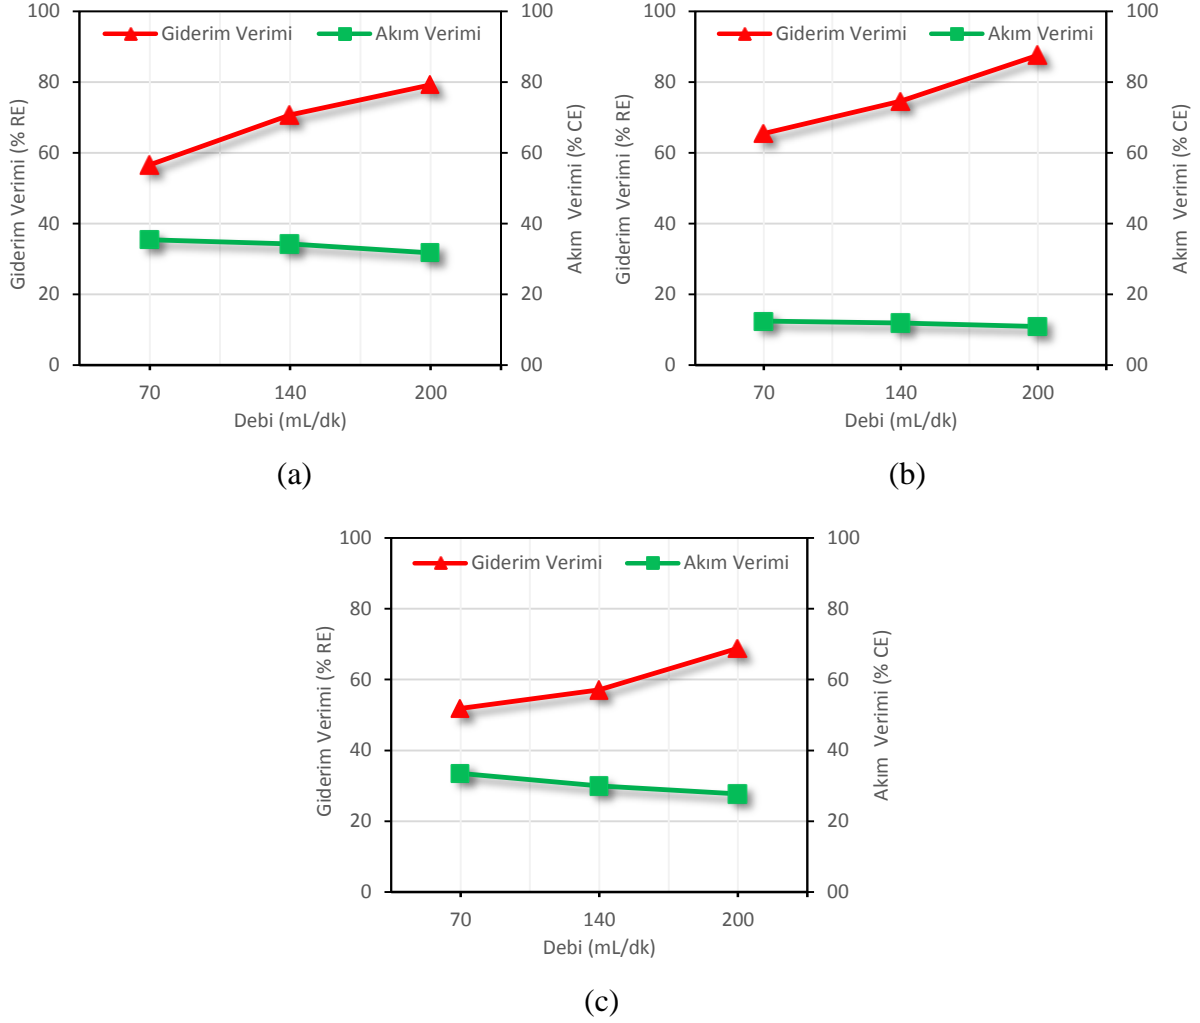 100
80
60
40
20
0
Giderim Verimi (% RE)
Giderim Verimi
Akım Verimi
100
80
60
40
20
00
Akım Verimi (% CE)
70
140
200
Debi (mL/dk)
(a)
100
80
60
40
20
0
Giderim Verimi (% RE)
Giderim Verimi
Akım Verimi
100
80
60
40
20
00
Akım Verimi (% CE)
70
140
200
Debi (mL/dk)
(b)
100
80
60
40
20
0
Giderim Verimi (% RE)
Giderim Verimi
Akım Verimi
100
80
60
40
20
00
Akım Verimi (% CE)
70
140
200
Debi (mL/dk)
(c)